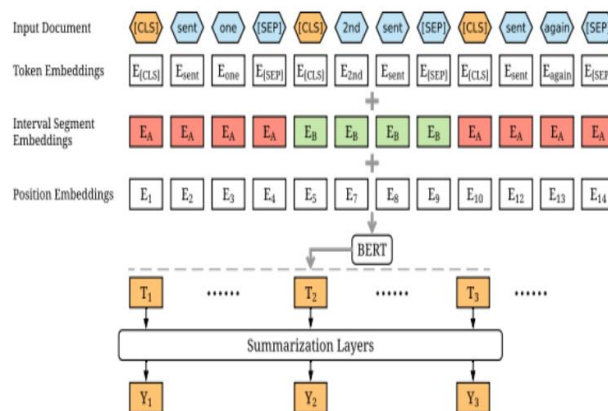 Input Document [CLS] sent one [SEP] [CLS] 2nd sent [SEP] [CLS] sent again [SEP]
Token Embeddings E[CLS] Esent Eone E[SEP] E[CLS] E2nd Esent E[SEP] E[CLS] Esent Eagain E[SEP]
+
Interval Segment
Embeddings EA EA EA EA EB EB EB EB EA EA EA EA
+
Position Embeddings E1 E2 E3 E4 E5 E7 E8 E9 E10 E12 E13 E14
BERT
T1 ...... T2 ...... T3 ......
Summarization Layers
Y1 Y2 Y3